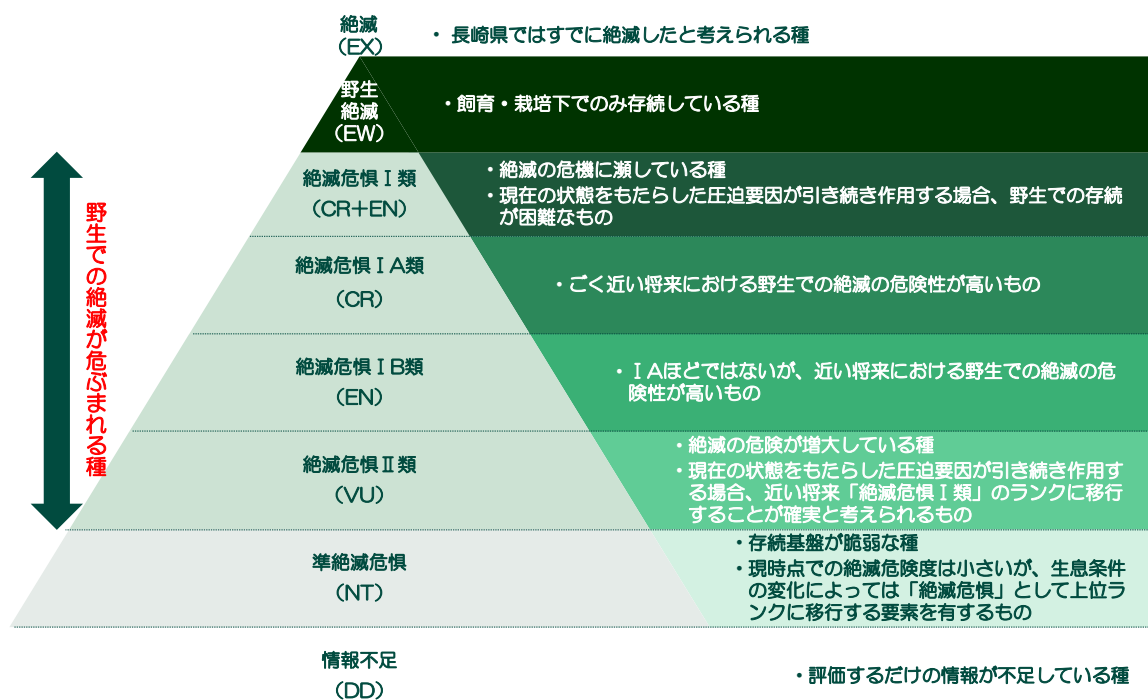 絶滅
(EX)
・ 長崎県ではすでに絶滅したと考えられる種
野生
絶滅
(EW)
・飼育・栽培下でのみ存続している種
絶滅危惧Ⅰ類
(CR+EN)
・絶滅の危機に瀕している種
・現在の状態をもたらした圧迫要因が引き続き作用する場合、野生での存続
が困難なもの
絶滅危惧ⅠA類
(CR)
・ごく近い将来における野生での絶滅の危険性が高いもの
絶滅危惧ⅠB類
(EN)
・ⅠAほどではないが、近い将来における野生での絶滅の危
険性が高いもの
絶滅危惧Ⅱ類
(VU)
・絶滅の危険が増大している種
・現在の状態をもたらした圧迫要因が引き続き作用す
る場合、近い将来「絶滅危惧Ⅰ類」のランクに移行
することが確実と考えられるもの
準絶滅危惧
(NT)
・存続基盤が脆弱な種
・現時点での絶滅危険度は小さいが、生息条件
の変化によっては「絶滅危惧」として上位ラ
ンクに移行する要素を有するもの
情報不足
(DD)
・評価するだけの情報が不足している種
野生での絶滅が危ぶまれる種